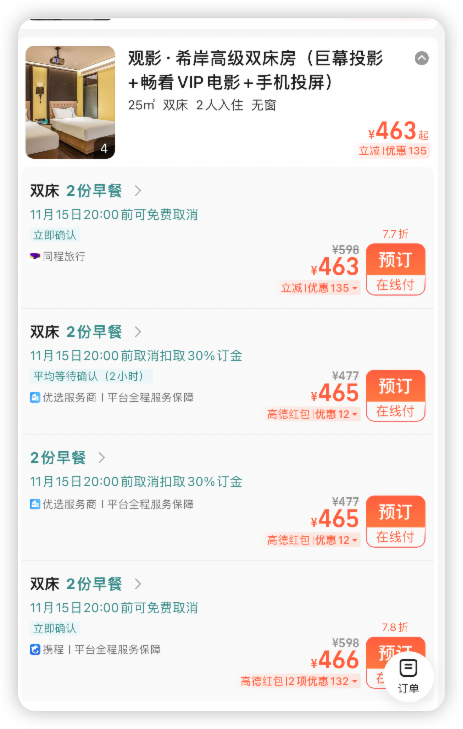 观影·希岸高级双床房（巨幕投影
+畅看VIP电影+手机投屏）
25㎡ 双床 2人入住 无窗
4
¥463起
立减|优惠135
双床 2份早餐
11月15日20:00前可免费取消
立即确认
同程旅行
7.7折
¥598
¥463
立减|优惠135
预订
在线付
双床 2份早餐
11月15日20:00前取消扣取30%订金
平均等待确认（2小时）
优选服务商 | 平台全程服务保障
¥477
¥465
高德红包|优惠12
预订
在线付
2份早餐
11月15日20:00前取消扣取30%订金
优选服务商 | 平台全程服务保障
¥477
¥465
高德红包|优惠12
预订
在线付
双床 2份早餐
11月15日20:00前可免费取消
立即确认
携程 | 平台全程服务保障
7.8折
¥598
¥466
高德红包|2项优惠132
预订
在
订单